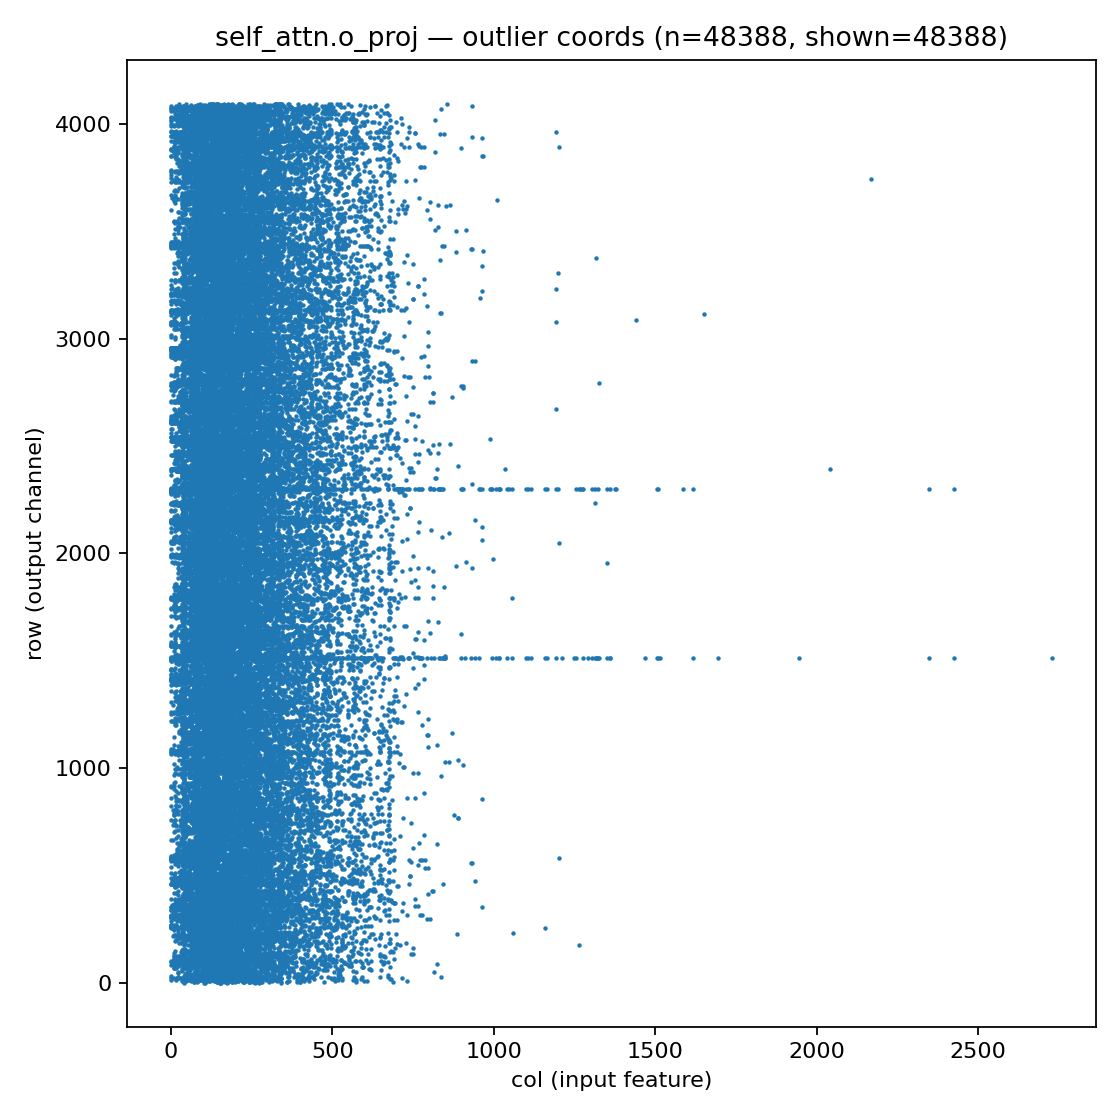 self_attn.o_proj — outlier coords (n=48388, shown=48388)
row (output channel)
4000
3000
2000
1000
0
0 500 1000 1500 2000 2500
col (input feature)